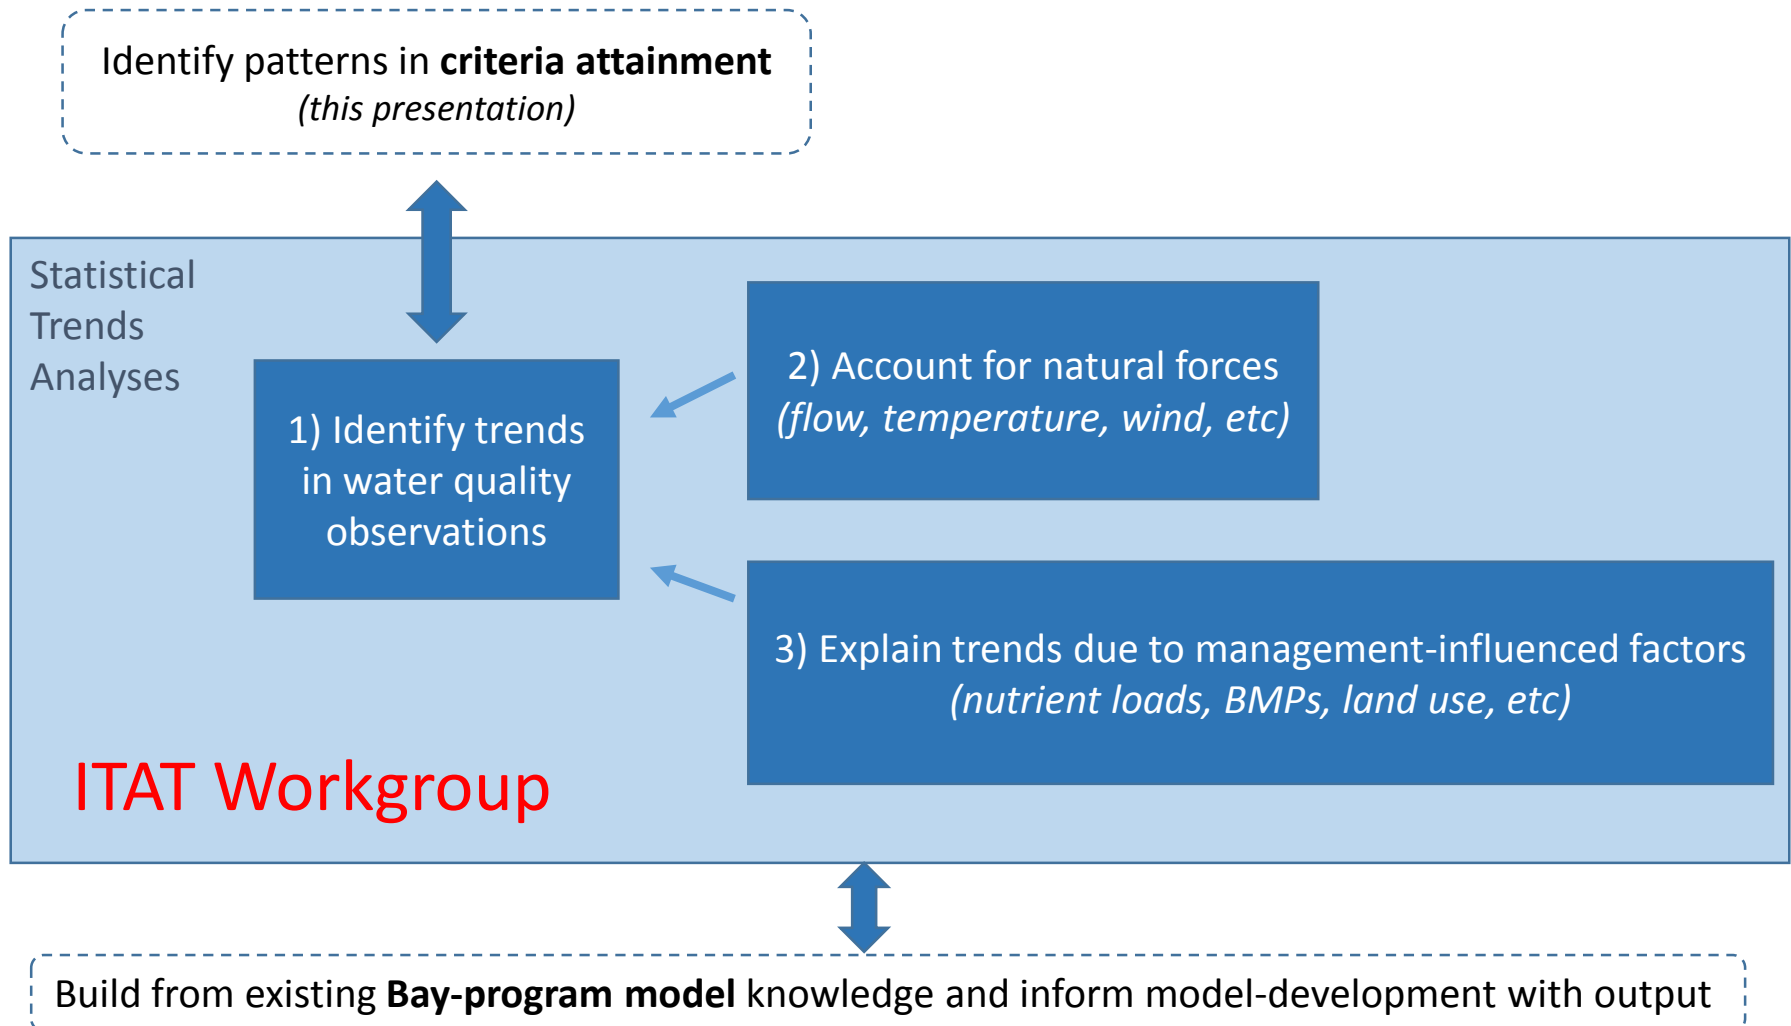 Identify patterns in criteria attainment
(this presentation)
Statistical
Trends
Analyses
1) Identify trends
in water quality
observations
2) Account for natural forces
(flow, temperature, wind, etc)
3) Explain trends due to management-influenced factors
(nutrient loads, BMPs, land use, etc)
ITAT Workgroup
Build from existing Bay-program model knowledge and inform model-development with output